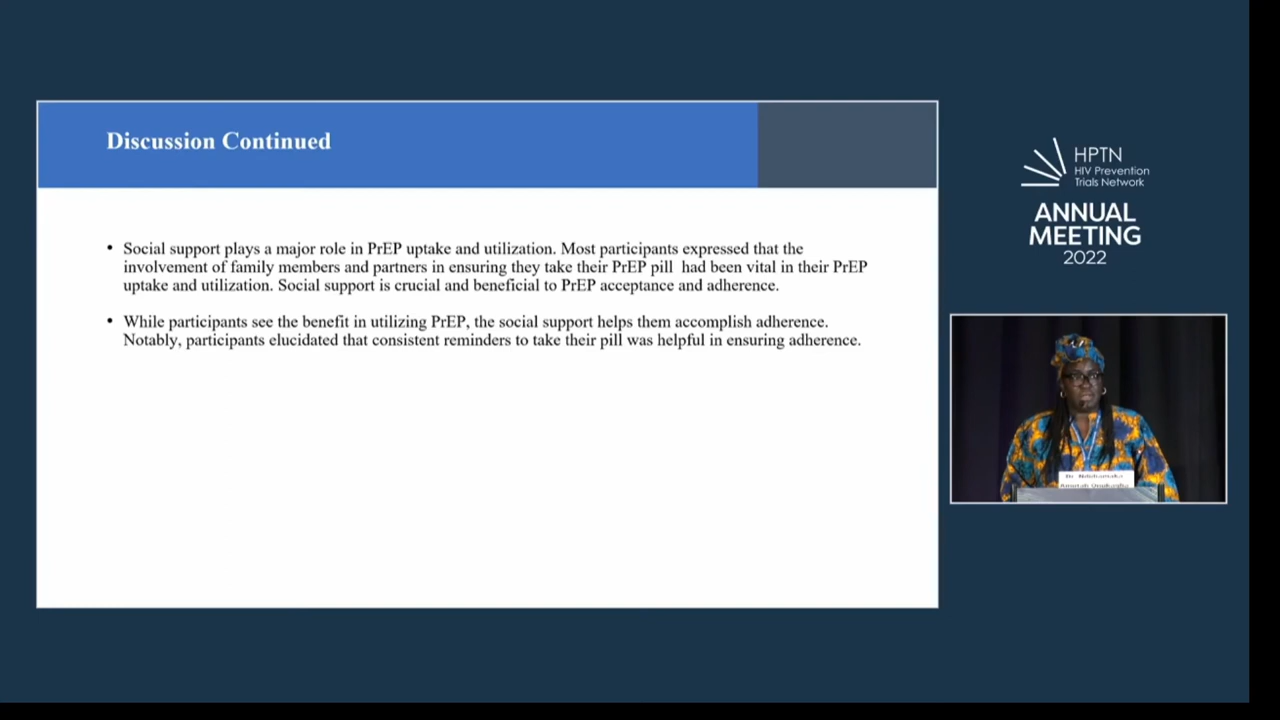 Discussion Continued
• Social support plays a major role in PrEP uptake and utilization. Most participants expressed that the
involvement of family members and partners in ensuring they take their PrEP pill had been vital in their PrEP
uptake and utilization. Social support is crucial and beneficial to PrEP acceptance and adherence.
• While participants see the benefit in utilizing PrEP, the social support helps them accomplish adherence.
Notably, participants elucidated that consistent reminders to take their pill was helpful in ensuring adherence.
HPTN
HIV Prevention
Trials Network
ANNUAL
MEETING
2022